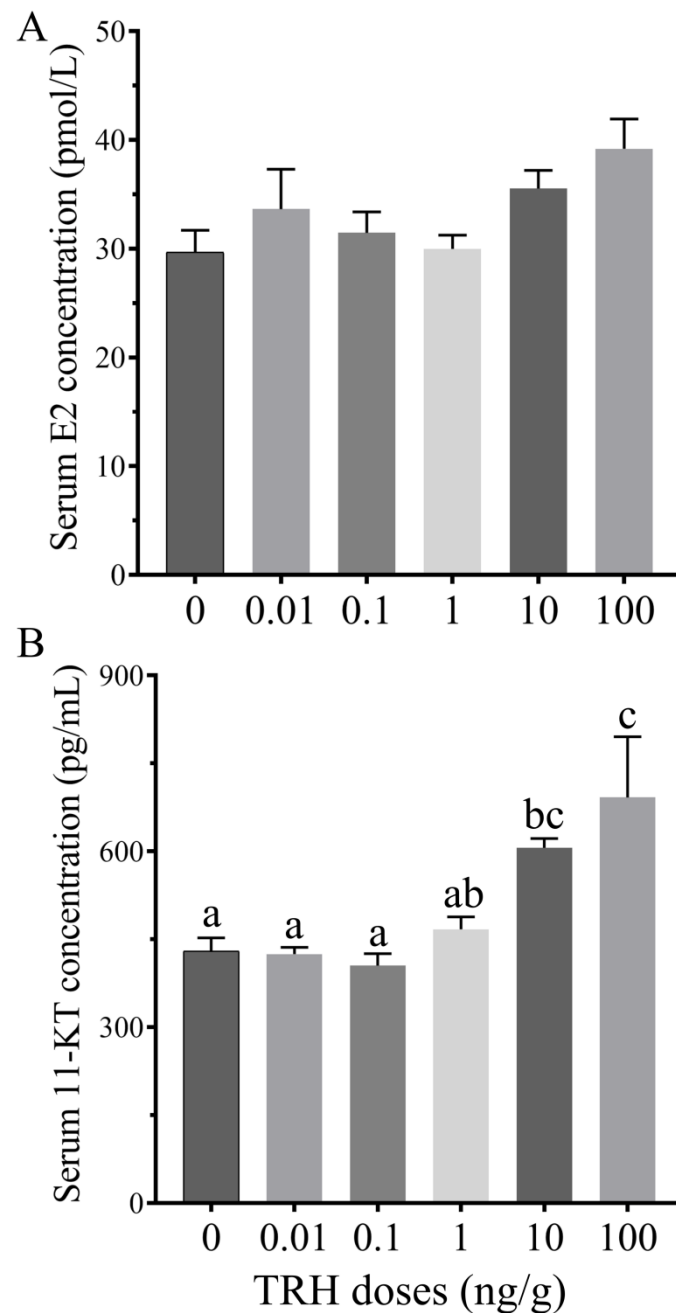 A
Serum E2 concentration (pmol/L)
50
40
30
20
10
0
0 0.01 0.1 1 10 100
B
Serum 11-KT concentration (pg/mL)
900
600
300
0
a a a ab bc c
0 0.01 0.1 1 10 100
TRH doses (ng/g)